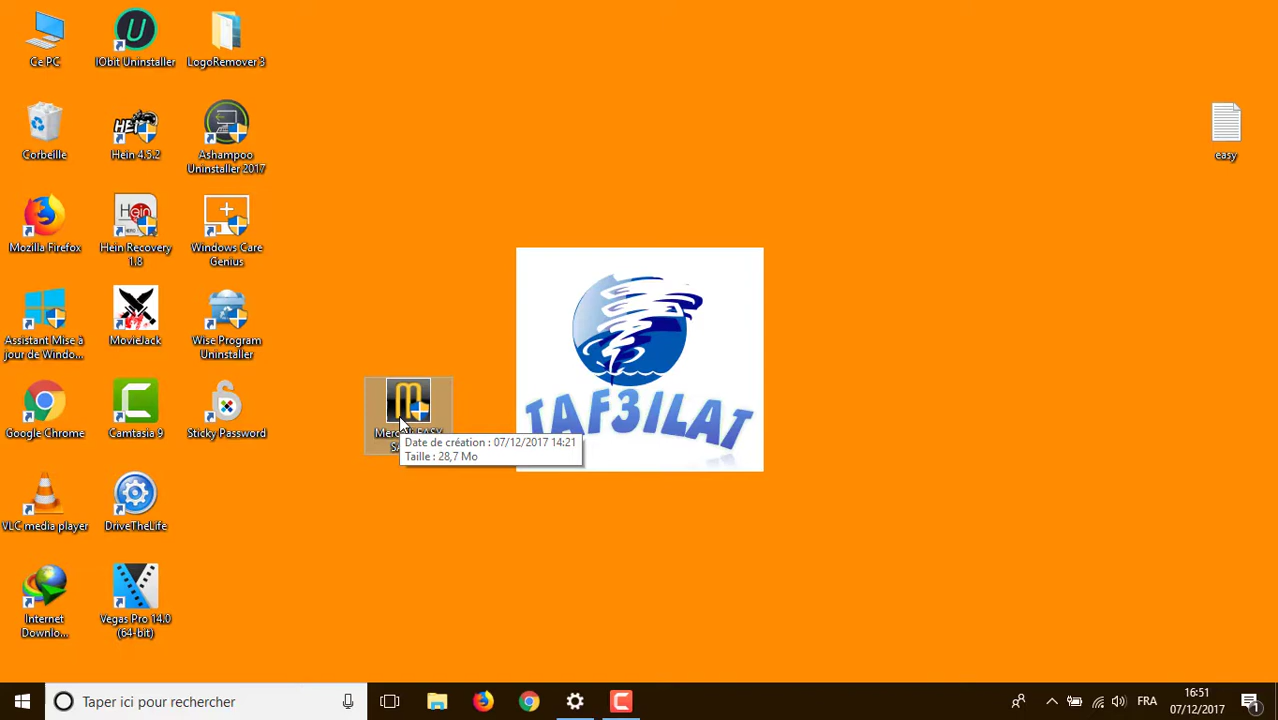 Ce PC
IObit Uninstaller
LogoRemover 3
Corbeille
Hein 4.5.2
Ashampoo
Uninstaller 2017
easy
Mozilla Firefox
Hein Recovery
1.8
Windows Care
Genius
Assistant Mise à
jour de Windo...
MovieJack
Wise Program
Uninstaller
Google Chrome
Camtasia 9
Sticky Password
Date de création : 07/12/2017 14:21
Taille : 28,7 Mo
TAF3ILAT
VLC media player
DriveTheLife
Internet
Downlo...
Vegas Pro 14.0
(64-bit)
Taper ici pour rechercher
FRA
16:51
07/12/2017
1